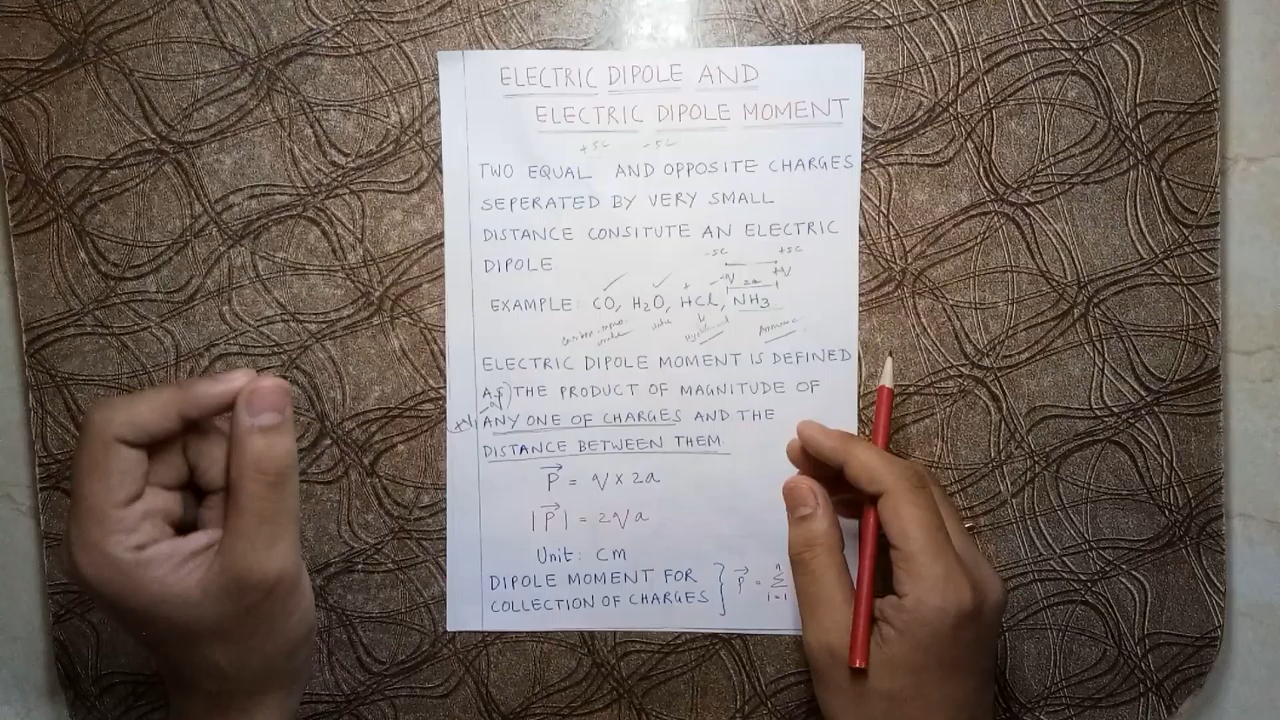 ELECTRIC DIPOLE AND
ELECTRIC DIPOLE MOMENT
+5C -5C
TWO EQUAL AND OPPOSITE CHARGES
SEPERATED BY VERY SMALL
DISTANCE CONSITUTE AN ELECTRIC
-5C +5C
DIPOLE
-q 2a +q
EXAMPLE: CO, H2O, HCl, NH3
ELECTRIC DIPOLE MOMENT IS DEFINED
AS THE PRODUCT OF MAGNITUDE OF
ANY ONE OF CHARGES AND THE
DISTANCE BETWEEN THEM.
P⃗ = q × 2a
|P⃗| = 2qa
Unit: Cm
DIPOLE MOMENT FOR
COLLECTION OF CHARGES } P⃗ = n Σ i=1